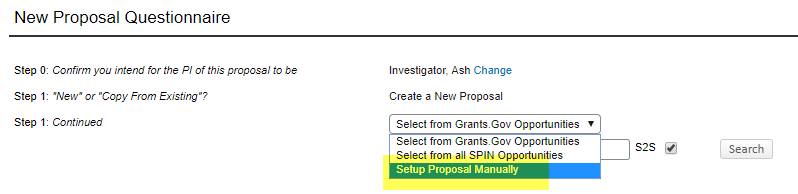 New Proposal Questionnaire
Step 0: Confirm you intend for the PI of this proposal to be Investigator, Ash Change
Step 1: "New" or "Copy From Existing"? Create a New Proposal
Step 1: Continued Select from Grants.Gov Opportunities
Select from Grants.Gov Opportunities S2S Search
Select from all SPIN Opportunities
Setup Proposal Manually